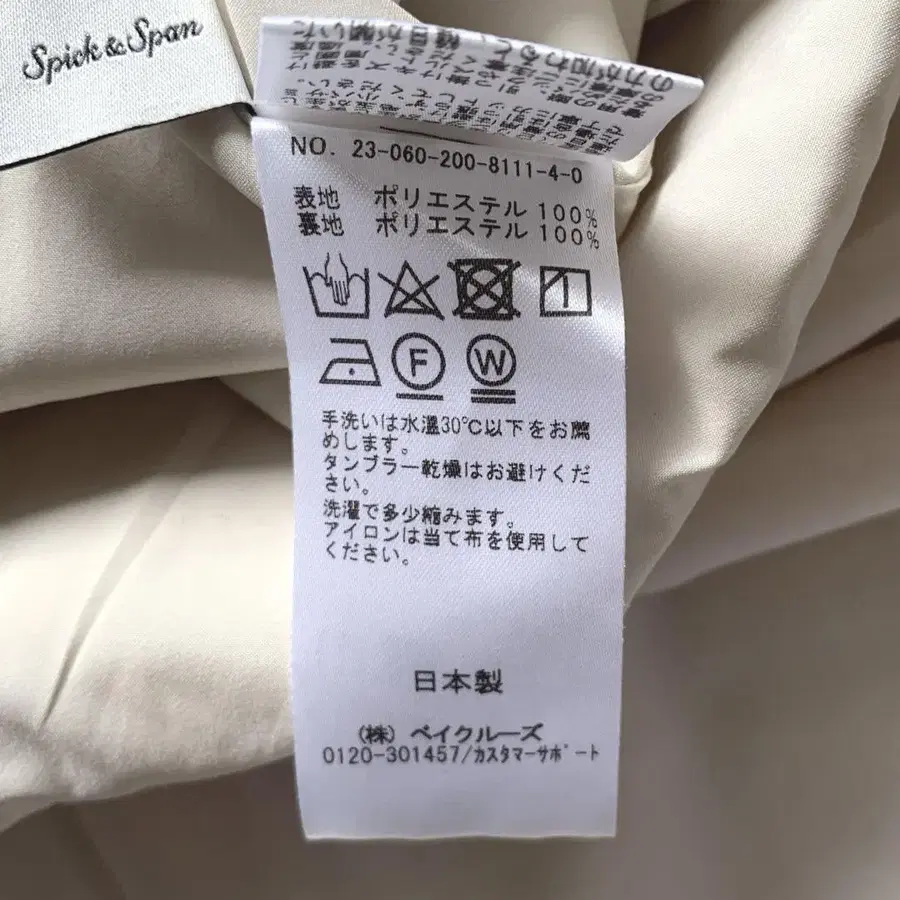 Spick & Span
NO. 23-060-200-8111-4-0
表地 ポリエステル 100%
裏地 ポリエステル 100%
F W
手洗いは水温30℃以下をお薦
めします。
タンブラー乾燥はお避けくだ
さい。
洗濯で多少縮みます。
アイロンは当て布を使用して
ください。
日本製
(株) ベイクルーズ
0120-301457/カスタマーサポート